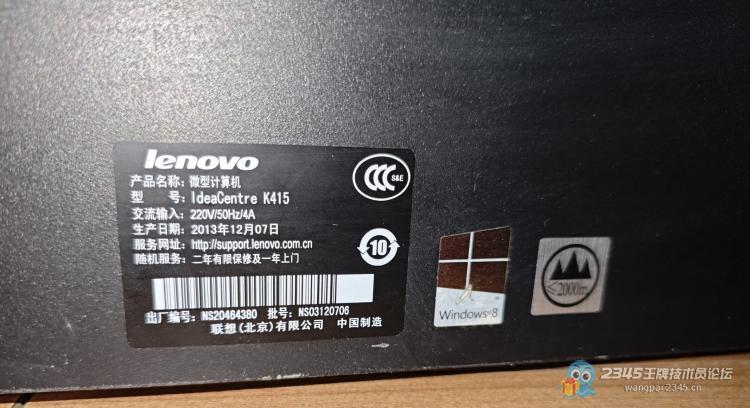 lenovo
产品名称：微型计算机
型 号：IdeaCentre K415
交流输入：220V/50Hz/4A
生产日期：2013年12月07日
服务网址：http://support.lenovo.com.cn
随机服务：二年有限保修及一年上门
出厂编号：NS20464380 批号：NS03120706
联想(北京)有限公司 中国制造
CCC S&E
10
Windows 8
≤2000m
2345王牌技术员论坛
wangpai.2345.cn